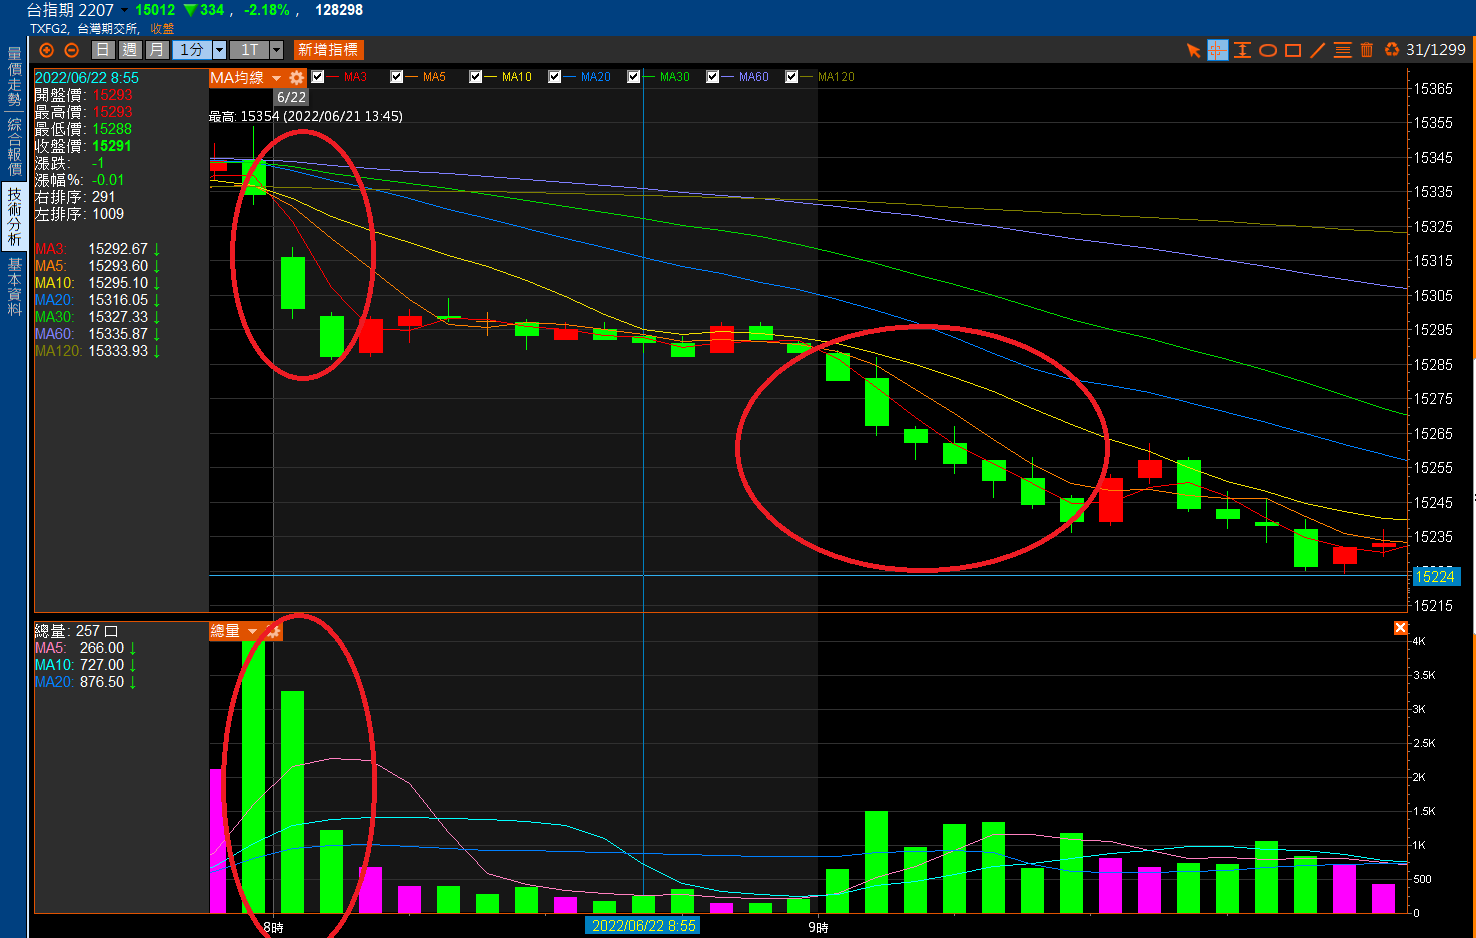 台指期 2207 15012 ▼334 , -2.18% , 128298
TXFG2, 台灣期交所, 收盤
日 週 月 1分 1T 新增指標 31/1299
量價走勢
綜合報價
技術分析
基本資料
2022/06/22 8:55
開盤價: 15293
最高價: 15293
最低價: 15288
收盤價: 15291
漲跌: -1
漲幅%: -0.01
右排序: 291
左排序: 1009
MA3: 15292.67↓
MA5: 15293.60↓
MA10: 15295.10↓
MA20: 15316.05↓
MA30: 15327.33↓
MA60: 15335.87↓
MA120: 15333.93↓
MA均線 MA3 MA5 MA10 MA20 MA30 MA60 MA120
6/22
最高: 15354 (2022/06/21 13:45)
15365
15355
15345
15335
15325
15315
15305
15295
15285
15275
15265
15255
15245
15235
15224
15215
總量: 257 口
MA5: 266.00↓
MA10: 727.00↓
MA20: 876.50↓
總量
4K
3.5K
3K
2.5K
2K
1.5K
1K
500
0
8時 2022/06/22 8:55 9時